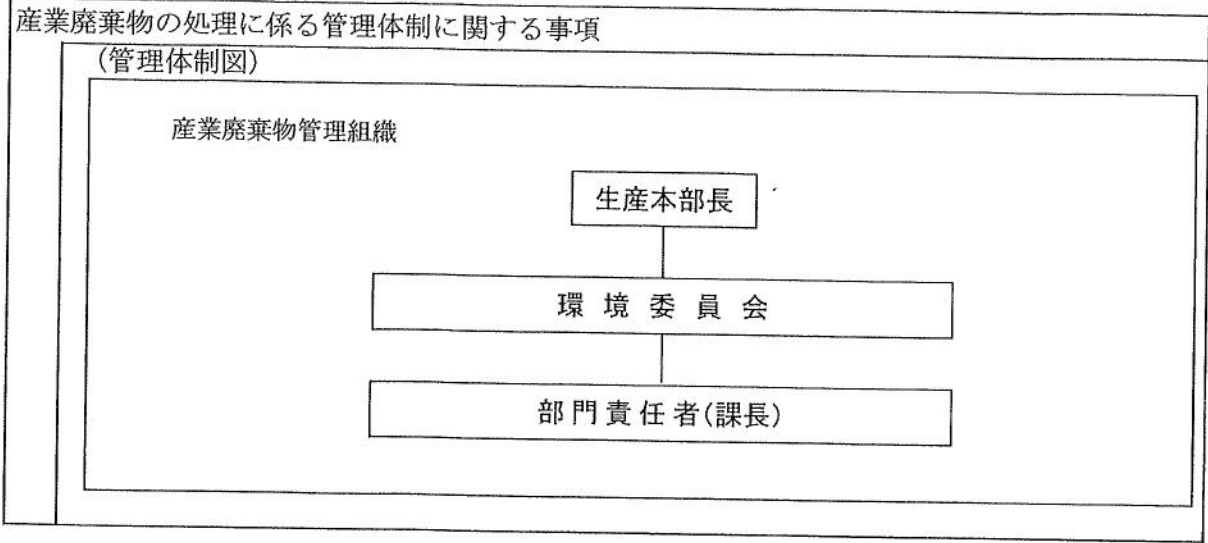 産業廃棄物の処理に係る管理体制に関する事項
(管理体制図)
産業廃棄物管理組織
生産本部長
環境委員会
部門責任者(課長)